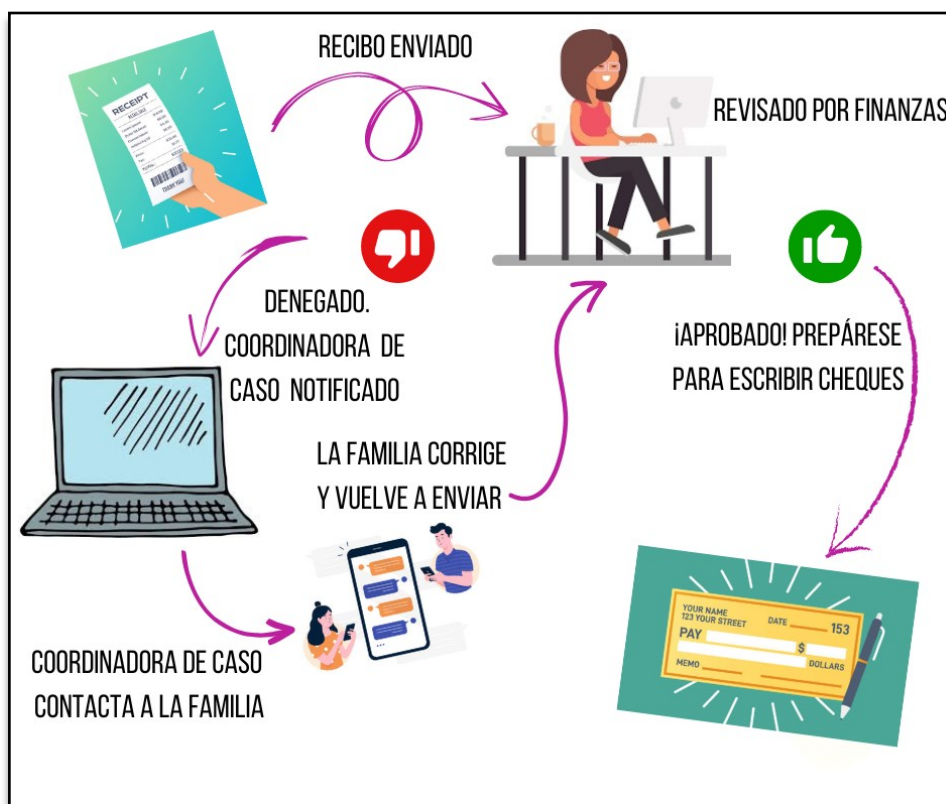 RECIBO ENVIADO
REVISADO POR FINANZAS
RECEIPT
THANK YOU!
DENEGADO.
COORDINADORA DE
CASO NOTIFICADO
¡APROBADO! PREPÁRESE
PARA ESCRIBIR CHEQUES
LA FAMILIA CORRIGE
Y VUELVE A ENVIAR
COORDINADORA DE CASO
CONTACTA A LA FAMILIA
YOUR NAME
123 YOUR STREET
DATE
153
PAY
$
DOLLARS
MEMO